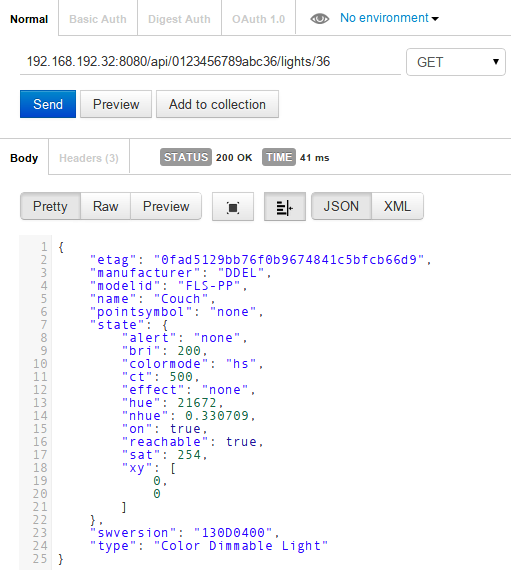 Normal Basic Auth Digest Auth OAuth 1.0 No environment
192.168.192.32:8080/api/0123456789abc36/lights/36 GET
Send Preview Add to collection
Body Headers (3) STATUS 200 OK TIME 41 ms
Pretty Raw Preview JSON XML
1 {
2 "etag": "0fad5129bb76f0b9674841c5bfcb66d9",
3 "manufacturer": "DDEL",
4 "modelid": "FLS-PP",
5 "name": "Couch",
6 "pointsymbol": "none",
7 "state": {
8 "alert": "none",
9 "bri": 200,
10 "colormode": "hs",
11 "ct": 500,
12 "effect": "none",
13 "hue": 21672,
14 "nhue": 0.330709,
15 "on": true,
16 "reachable": true,
17 "sat": 254,
18 "xy": [
19 0,
20 0
21 ]
22 },
23 "swversion": "130D0400",
24 "type": "Color Dimmable Light"
25 }